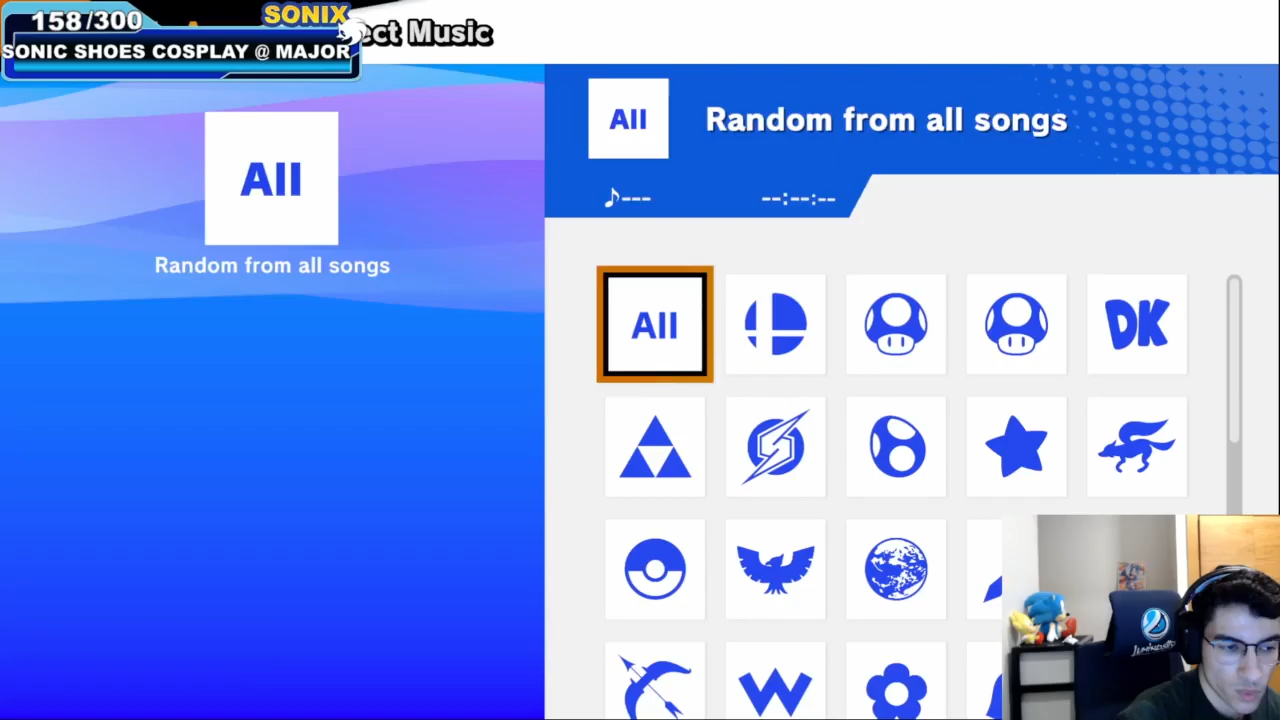 158/300
SONIX
SONIC SHOES COSPLAY @ MAJOR
ect Music
All
Random from all songs
---
--:--:--
All
Random from all songs
All
DK
W